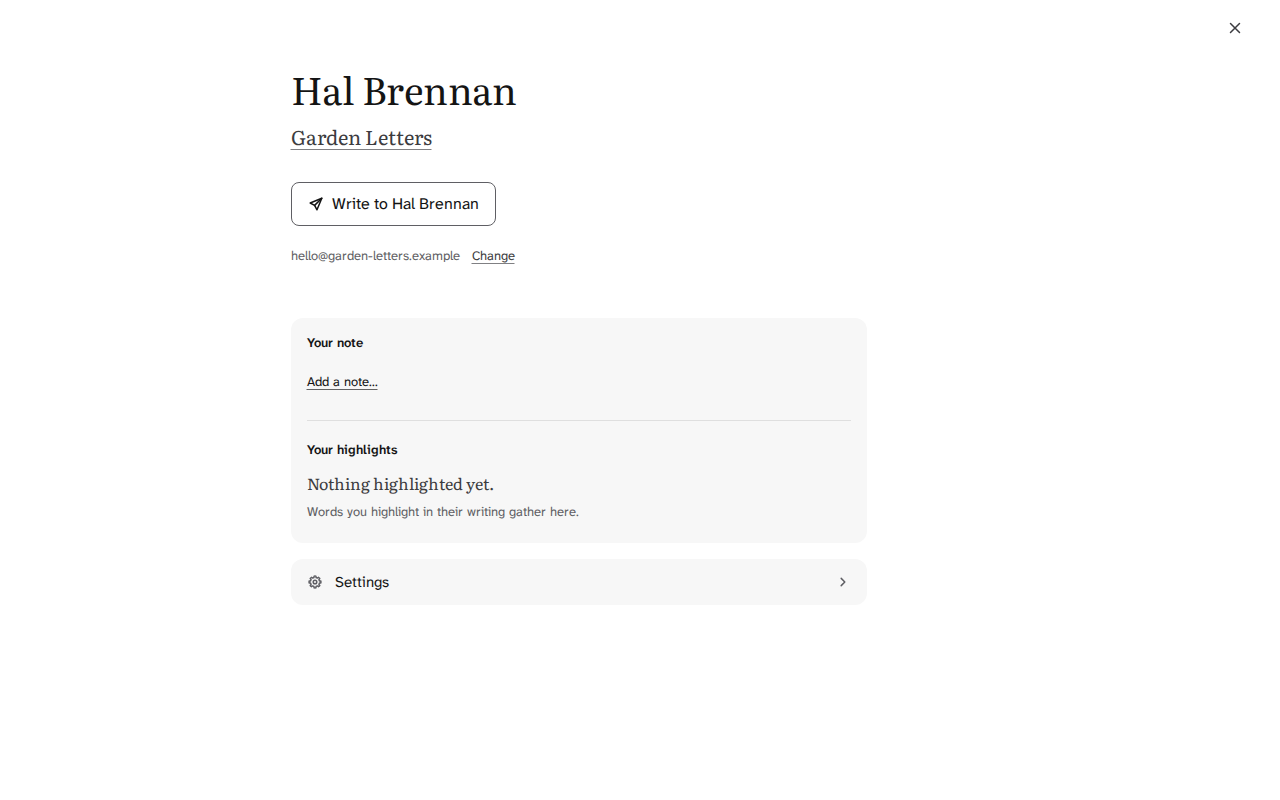 Hal Brennan
Garden Letters
Write to Hal Brennan
hello@garden-letters.example Change
Your note
Add a note...
Your highlights
Nothing highlighted yet.
Words you highlight in their writing gather here.
Settings